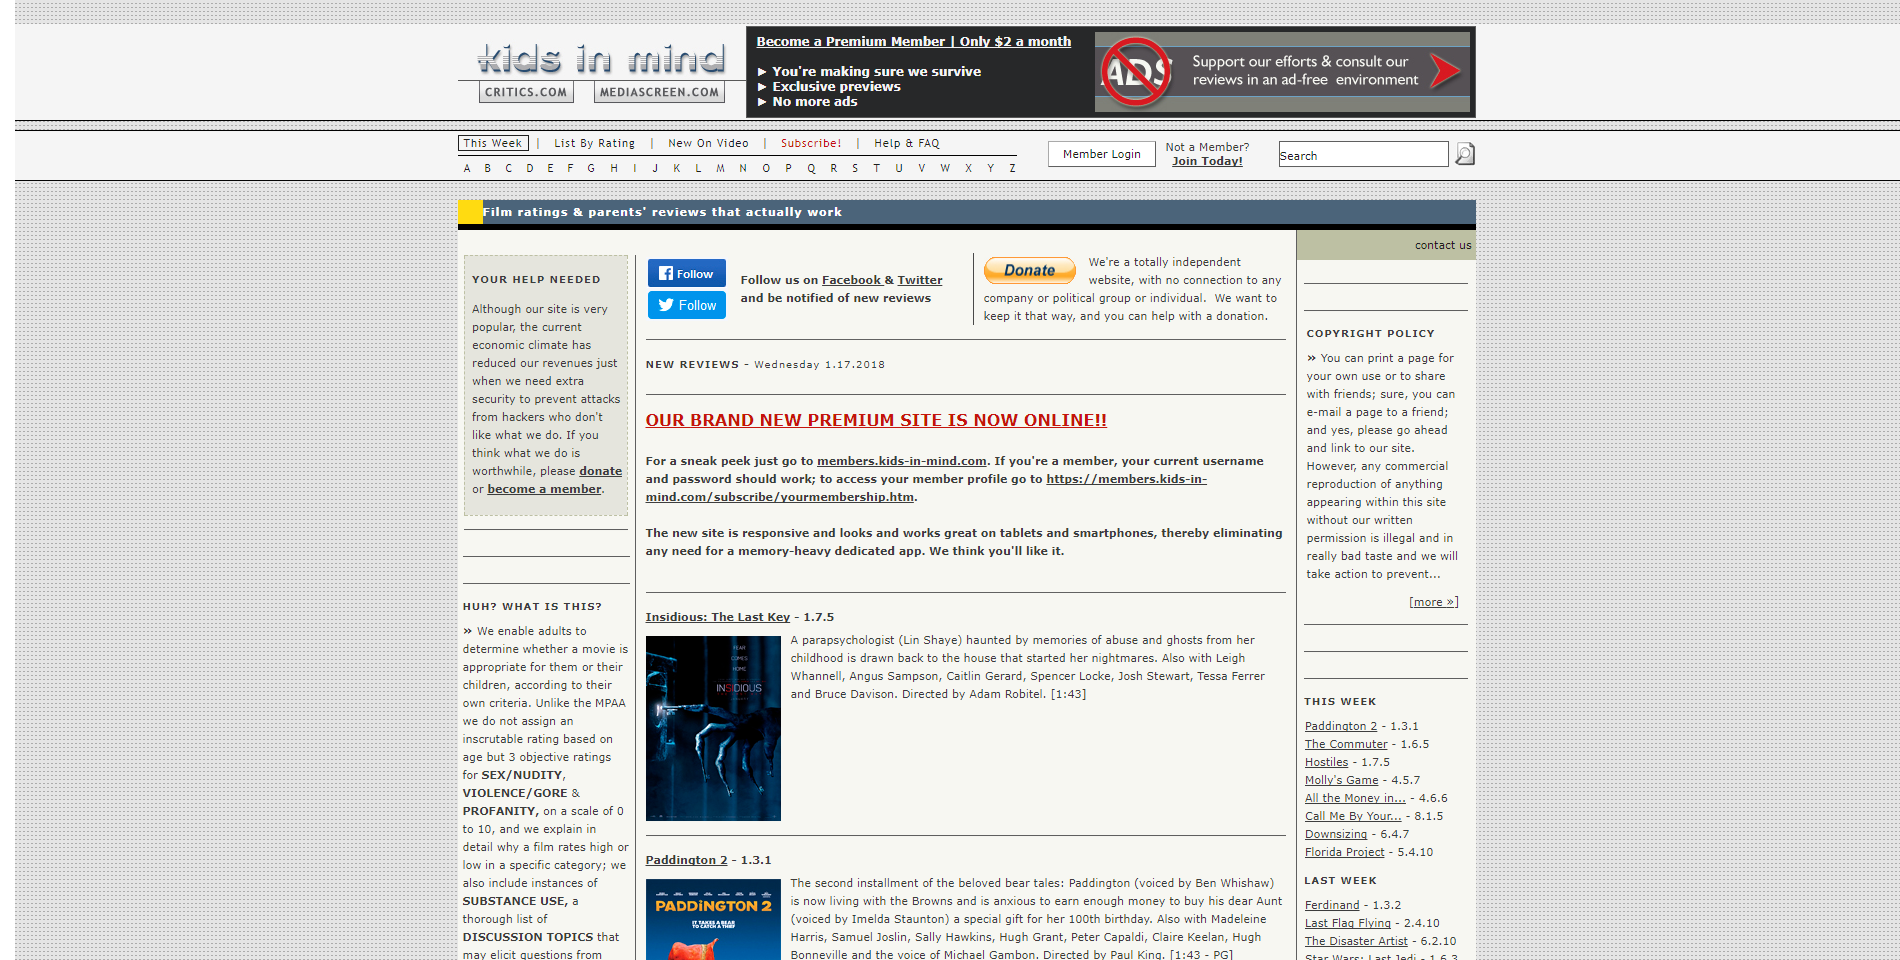 kids in mind
CRITICS.COM MEDIASCREEN.COM
Become a Premium Member | Only $2 a month
► You're making sure we survive
► Exclusive previews
► No more ads
ADS
Support our efforts & consult our
reviews in an ad-free environment
This Week | List By Rating | New On Video | Subscribe! | Help & FAQ
A B C D E F G H I J K L M N O P Q R S T U V W X Y Z
Member Login
Not a Member?
Join Today!
Search
Film ratings & parents' reviews that actually work
contact us
YOUR HELP NEEDED
Although our site is very
popular, the current
economic climate has
reduced our revenues just
when we need extra
security to prevent attacks
from hackers who don't
like what we do. If you
think what we do is
worthwhile, please donate
or become a member.
HUH? WHAT IS THIS?
» We enable adults to
determine whether a movie is
appropriate for them or their
children, according to their
own criteria. Unlike the MPAA
we do not assign an
inscrutable rating based on
age but 3 objective ratings
for SEX/NUDITY,
VIOLENCE/GORE &
PROFANITY, on a scale of 0
to 10, and we explain in
detail why a film rates high or
low in a specific category; we
also include instances of
SUBSTANCE USE, a
thorough list of
DISCUSSION TOPICS that
may elicit questions from
Follow
Follow
Follow us on Facebook & Twitter
and be notified of new reviews
Donate
We're a totally independent
website, with no connection to any
company or political group or individual. We want to
keep it that way, and you can help with a donation.
NEW REVIEWS - Wednesday 1.17.2018
OUR BRAND NEW PREMIUM SITE IS NOW ONLINE!!
For a sneak peek just go to members.kids-in-mind.com. If you're a member, your current username
and password should work; to access your member profile go to https://members.kids-in-
mind.com/subscribe/yourmembership.htm.
The new site is responsive and looks and works great on tablets and smartphones, thereby eliminating
any need for a memory-heavy dedicated app. We think you'll like it.
Insidious: The Last Key - 1.7.5
FEAR
COMES
HOME
INSIDIOUS
A parapsychologist (Lin Shaye) haunted by memories of abuse and ghosts from her
childhood is drawn back to the house that started her nightmares. Also with Leigh
Whannell, Angus Sampson, Caitlin Gerard, Spencer Locke, Josh Stewart, Tessa Ferrer
and Bruce Davison. Directed by Adam Robitel. [1:43]
Paddington 2 - 1.3.1
PADDINGTON 2
IT TAKES A BEAR
TO CATCH A THIEF
The second installment of the beloved bear tales: Paddington (voiced by Ben Whishaw)
is now living with the Browns and is anxious to earn enough money to buy his dear Aunt
(voiced by Imelda Staunton) a special gift for her 100th birthday. Also with Madeleine
Harris, Samuel Joslin, Sally Hawkins, Hugh Grant, Peter Capaldi, Claire Keelan, Hugh
Bonneville and the voice of Michael Gambon. Directed by Paul King. [1:43 - PG]
COPYRIGHT POLICY
» You can print a page for
your own use or to share
with friends; sure, you can
e-mail a page to a friend;
and yes, please go ahead
and link to our site.
However, any commercial
reproduction of anything
appearing within this site
without our written
permission is illegal and in
really bad taste and we will
take action to prevent...
[more »]
THIS WEEK
Paddington 2 - 1.3.1
The Commuter - 1.6.5
Hostiles - 1.7.5
Molly's Game - 4.5.7
All the Money in... - 4.6.6
Call Me By Your... - 8.1.5
Downsizing - 6.4.7
Florida Project - 5.4.10
LAST WEEK
Ferdinand - 1.3.2
Last Flag Flying - 2.4.10
The Disaster Artist - 6.2.10
Star Wars: Last Jedi - 1.6.3